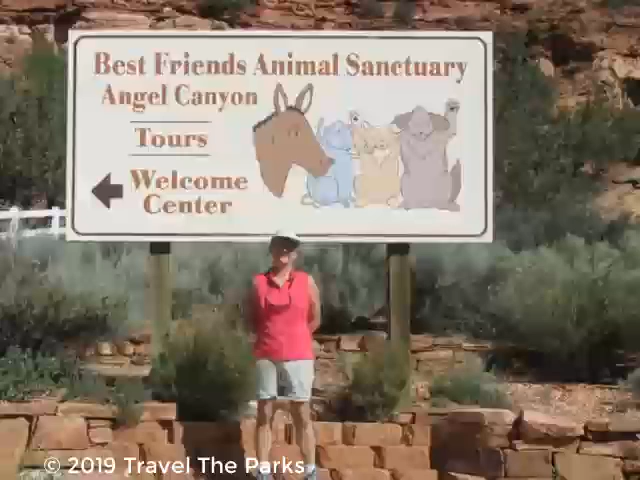 Best Friends Animal Sanctuary
Angel Canyon
Tours
Welcome
Center
© 2019 Travel The Parks